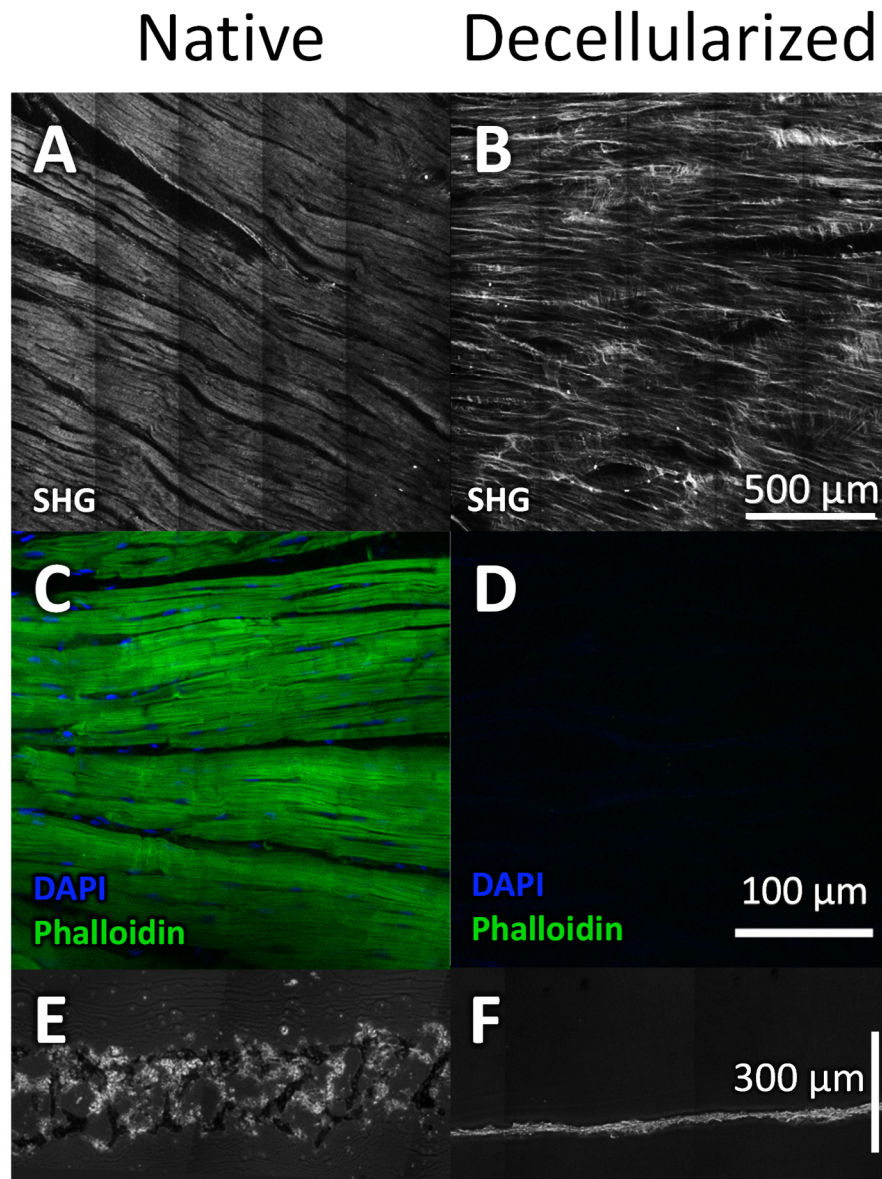 Native Decellularized
A B
SHG SHG
500 µm
C D
DAPI DAPI
100 µm
Phalloidin Phalloidin
E F
300 µm